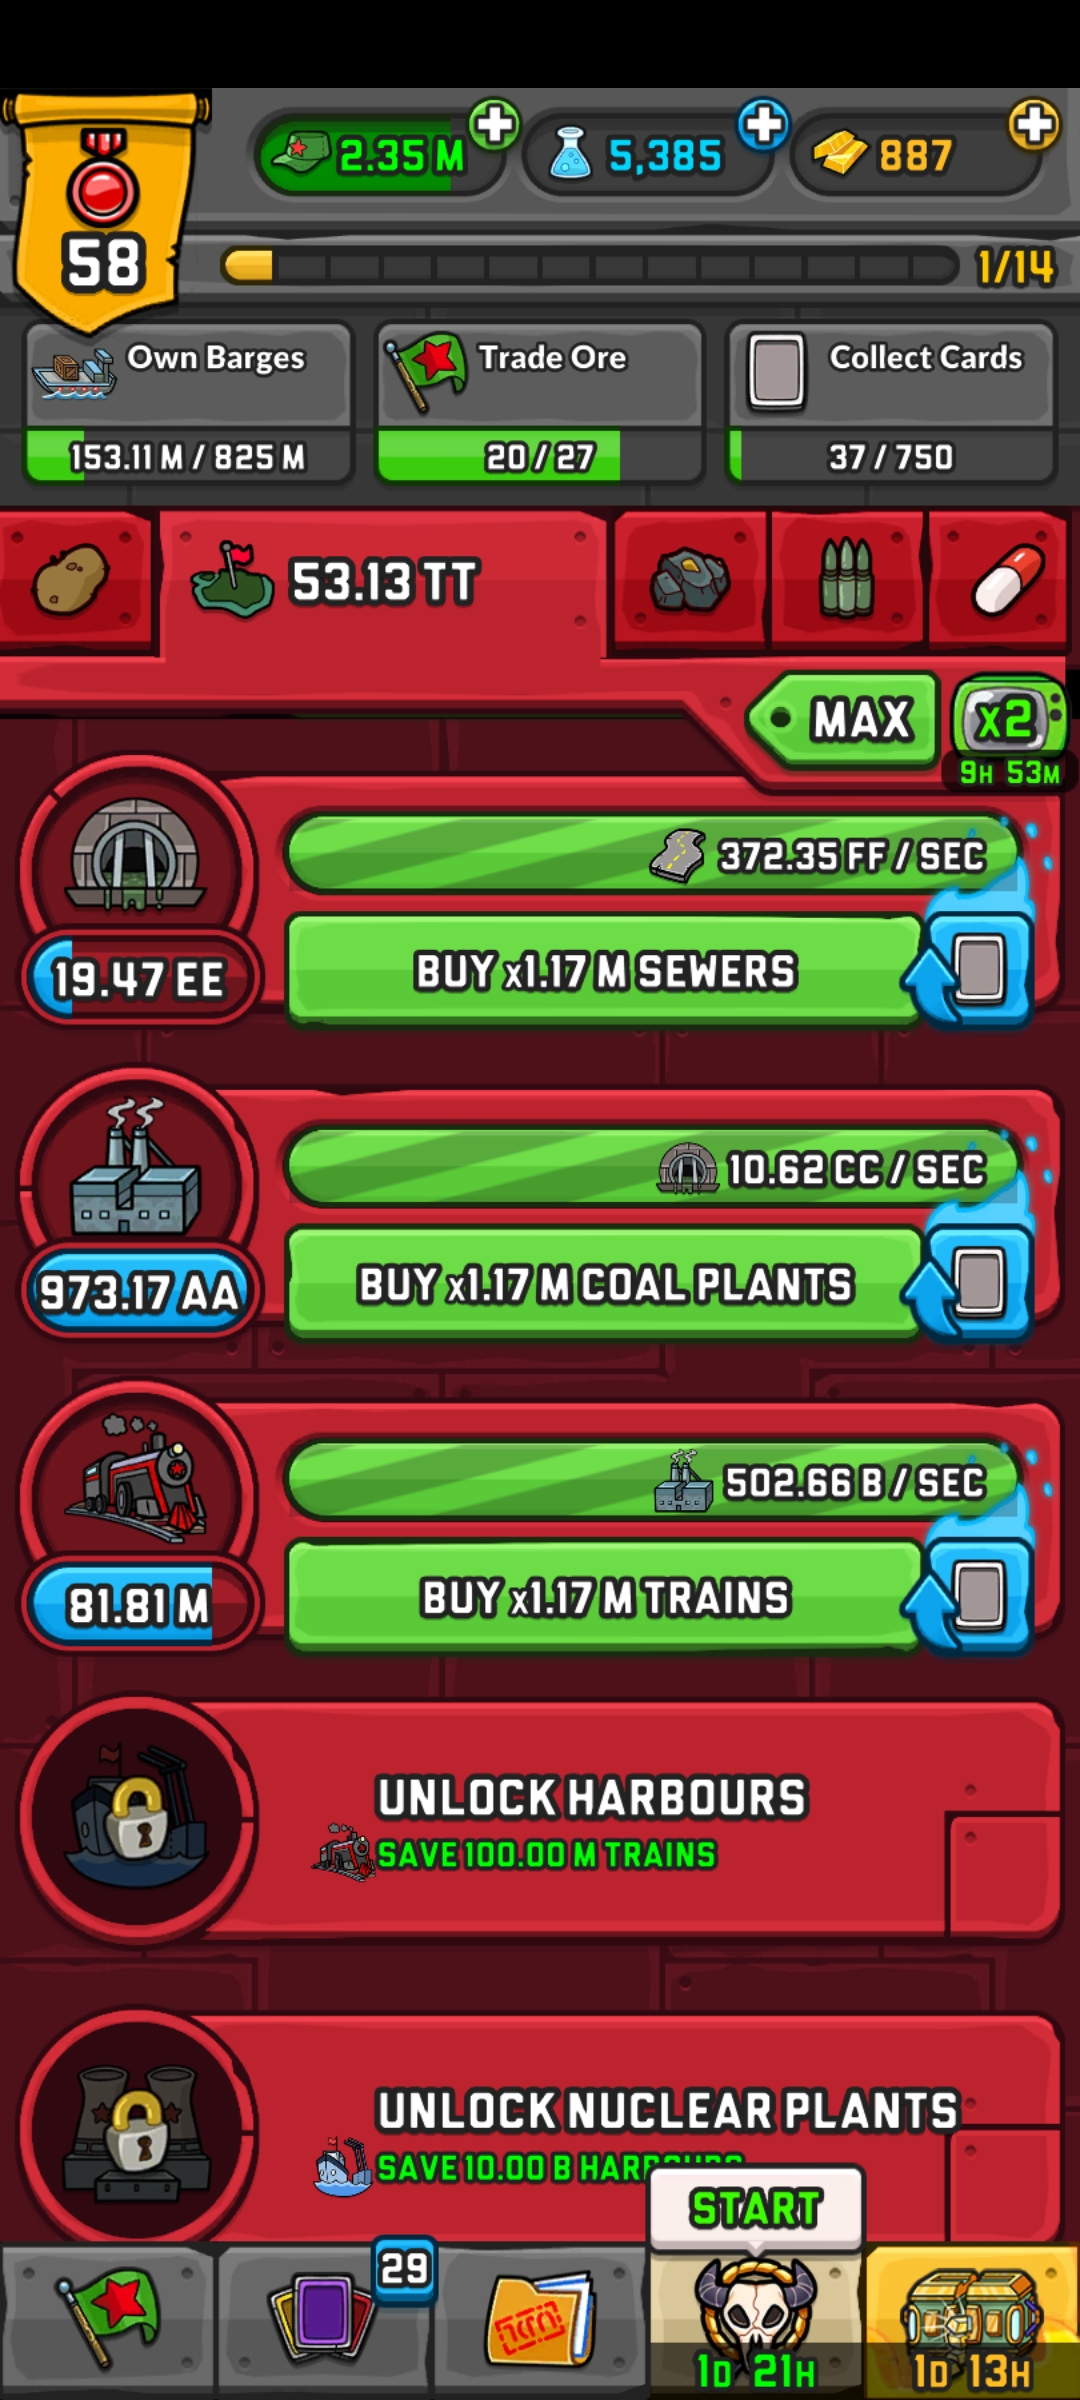 58
2.35 M
5,385
887
1/14
Own Barges
153.11 M / 825 M
Trade Ore
20 / 27
Collect Cards
37 / 750
53.13 TT
MAX
x2
9H 53M
372.35 FF / SEC
19.47 EE
BUY x1.17 M SEWERS
10.62 CC / SEC
973.17 AA
BUY x1.17 M COAL PLANTS
502.66 B / SEC
81.81 M
BUY x1.17 M TRAINS
UNLOCK HARBOURS
SAVE 100.00 M TRAINS
UNLOCK NUCLEAR PLANTS
SAVE 10.00 B HARBOURS
START
29
1D 21H
1D 13H